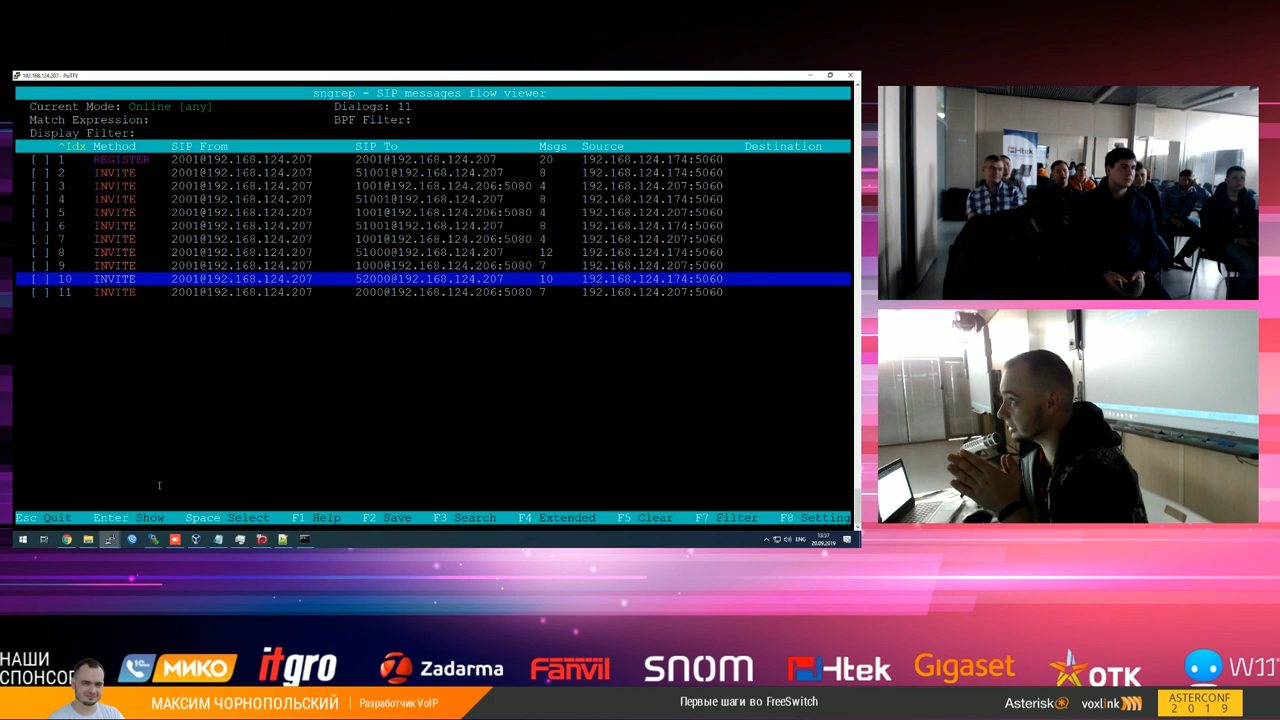 192.168.124.207 - PuTTY
sngrep - SIP messages flow viewer
Current Mode: Online [any] Dialogs: 11
Match Expression: BPF Filter:
Display Filter:
^Idx Method SIP From SIP To Msgs Source Destination
[ ] 1 REGISTER 2001@192.168.124.207 2001@192.168.124.207 20 192.168.124.174:5060
[ ] 2 INVITE 2001@192.168.124.207 51001@192.168.124.207 8 192.168.124.174:5060
[ ] 3 INVITE 2001@192.168.124.207 1001@192.168.124.206:5080 4 192.168.124.207:5060
[ ] 4 INVITE 2001@192.168.124.207 51001@192.168.124.207 8 192.168.124.174:5060
[ ] 5 INVITE 2001@192.168.124.207 1001@192.168.124.206:5080 4 192.168.124.207:5060
[ ] 6 INVITE 2001@192.168.124.207 51001@192.168.124.207 8 192.168.124.174:5060
[ ] 7 INVITE 2001@192.168.124.207 1001@192.168.124.206:5080 4 192.168.124.207:5060
[ ] 8 INVITE 2001@192.168.124.207 51000@192.168.124.207 12 192.168.124.174:5060
[ ] 9 INVITE 2001@192.168.124.207 1000@192.168.124.206:5080 7 192.168.124.207:5060
[ ] 10 INVITE 2001@192.168.124.207 52000@192.168.124.207 10 192.168.124.174:5060
[ ] 11 INVITE 2001@192.168.124.207 2000@192.168.124.206:5080 7 192.168.124.207:5060
Esc Quit Enter Show Space Select F1 Help F2 Save F3 Search F4 Extended F5 Clear F7 Filter F8 Setting
ENG 13:57
20.09.2019
Htek
НАШИ
СПОНСО
1С МИКО itgro Zadarma FANVIL SNOM Htek Gigaset ОТК W11
МАКСИМ ЧОРНОПОЛЬСКИЙ Разработчик VoIP Первые шаги во FreeSwitch Asterisk voxlink ASTERCONF
2019